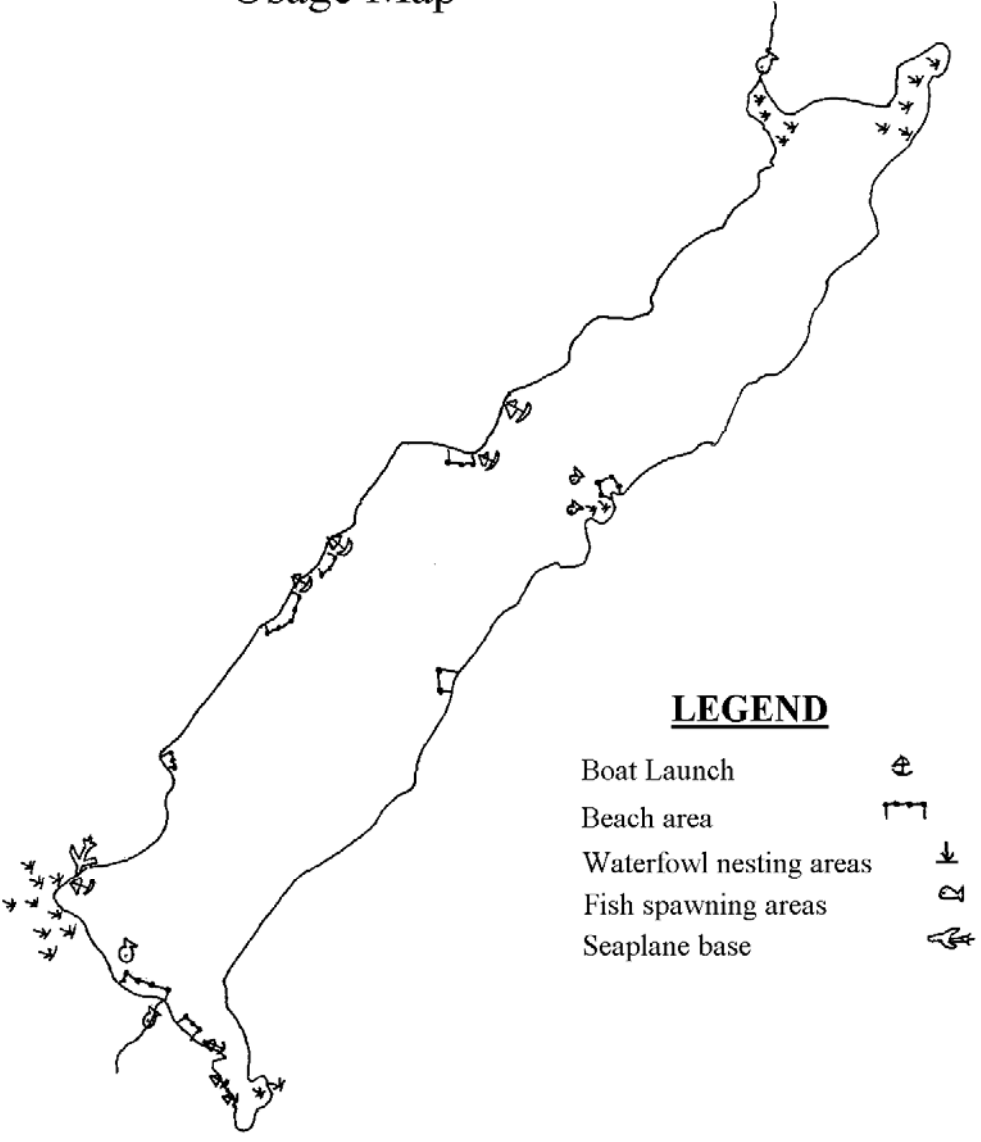 Usage Map
LEGEND
Boat Launch
Beach area
Waterfowl nesting areas
Fish spawning areas
Seaplane base